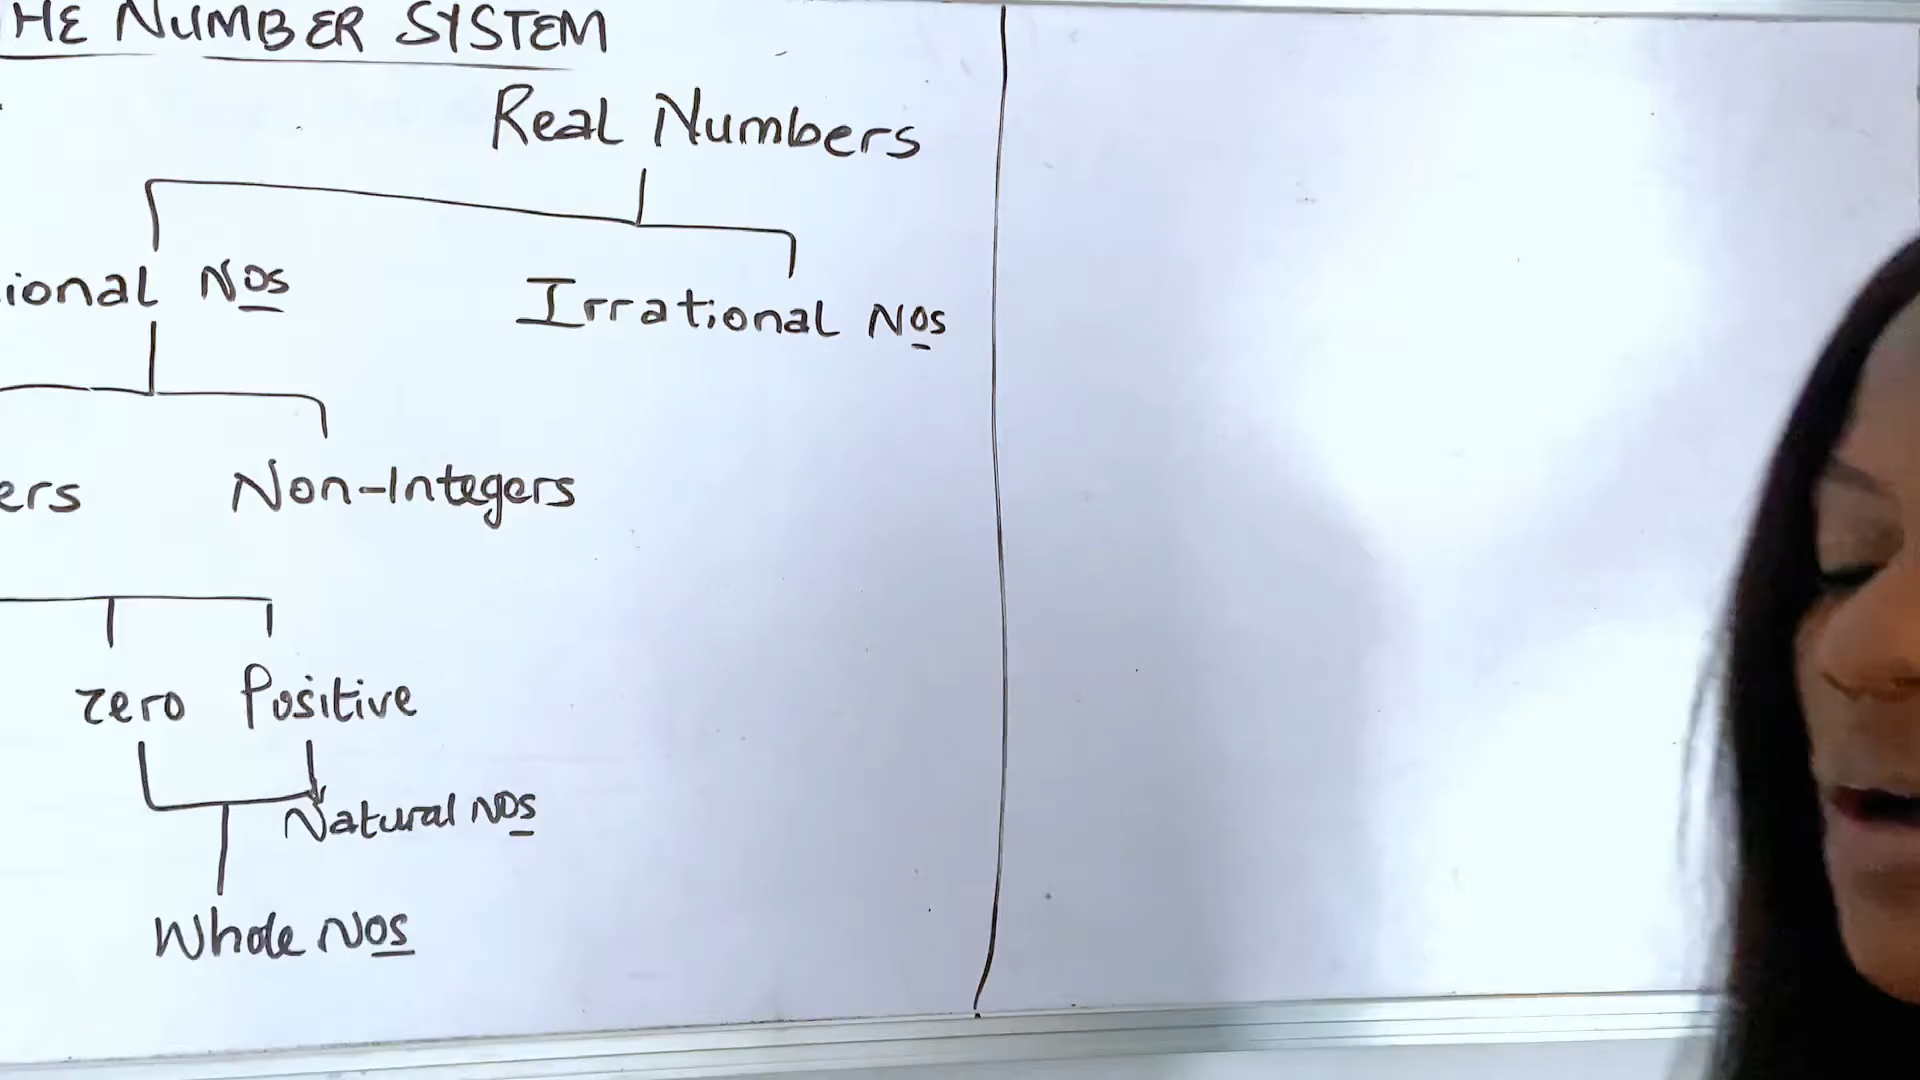 HE NUMBER SYSTEM
Real Numbers
ional Nos
Irrational Nos
ers
Non-Integers
zero
Positive
Natural Nos
Whole Nos